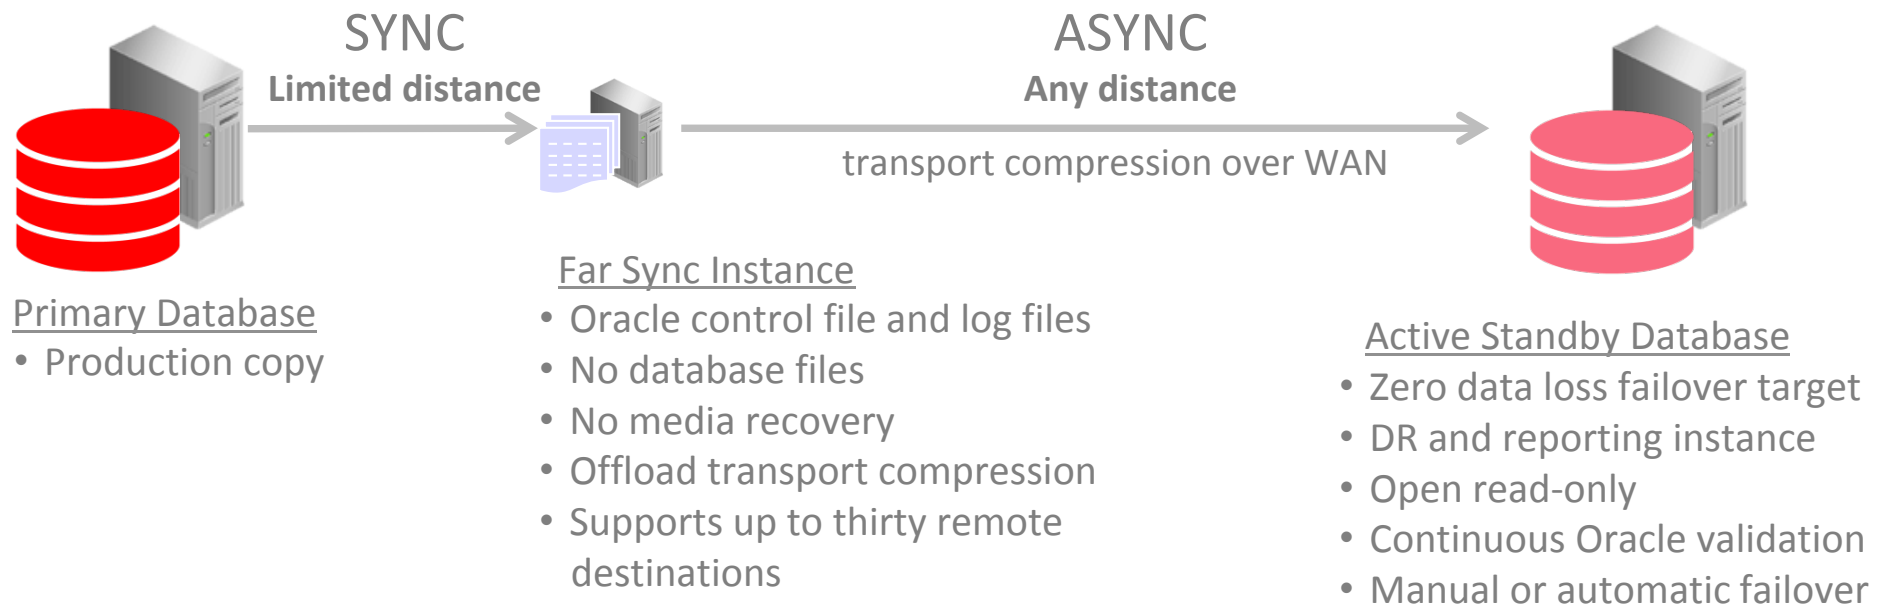 SYNC
Limited distance
ASYNC
Any distance
transport compression over WAN
Primary Database
• Production copy
Far Sync Instance
• Oracle control file and log files
• No database files
• No media recovery
• Offload transport compression
• Supports up to thirty remote
destinations
Active Standby Database
• Zero data loss failover target
• DR and reporting instance
• Open read-only
• Continuous Oracle validation
• Manual or automatic failover